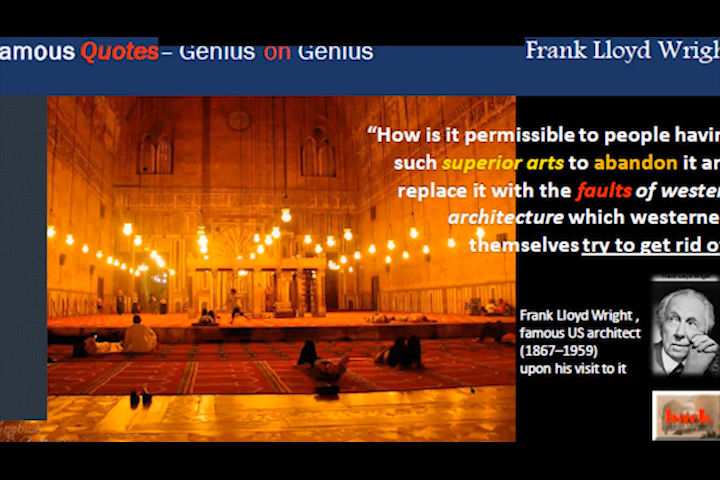 amous Quotes – Genius on Genius
Frank Lloyd Wrigh
“How is it permissible to people havin
such superior arts to abandon it an
replace it with the faults of wester
architecture which westerne
themselves try to get rid o
Frank Lloyd Wright ,
famous US architect
(1867–1959)
upon his visit to it
back